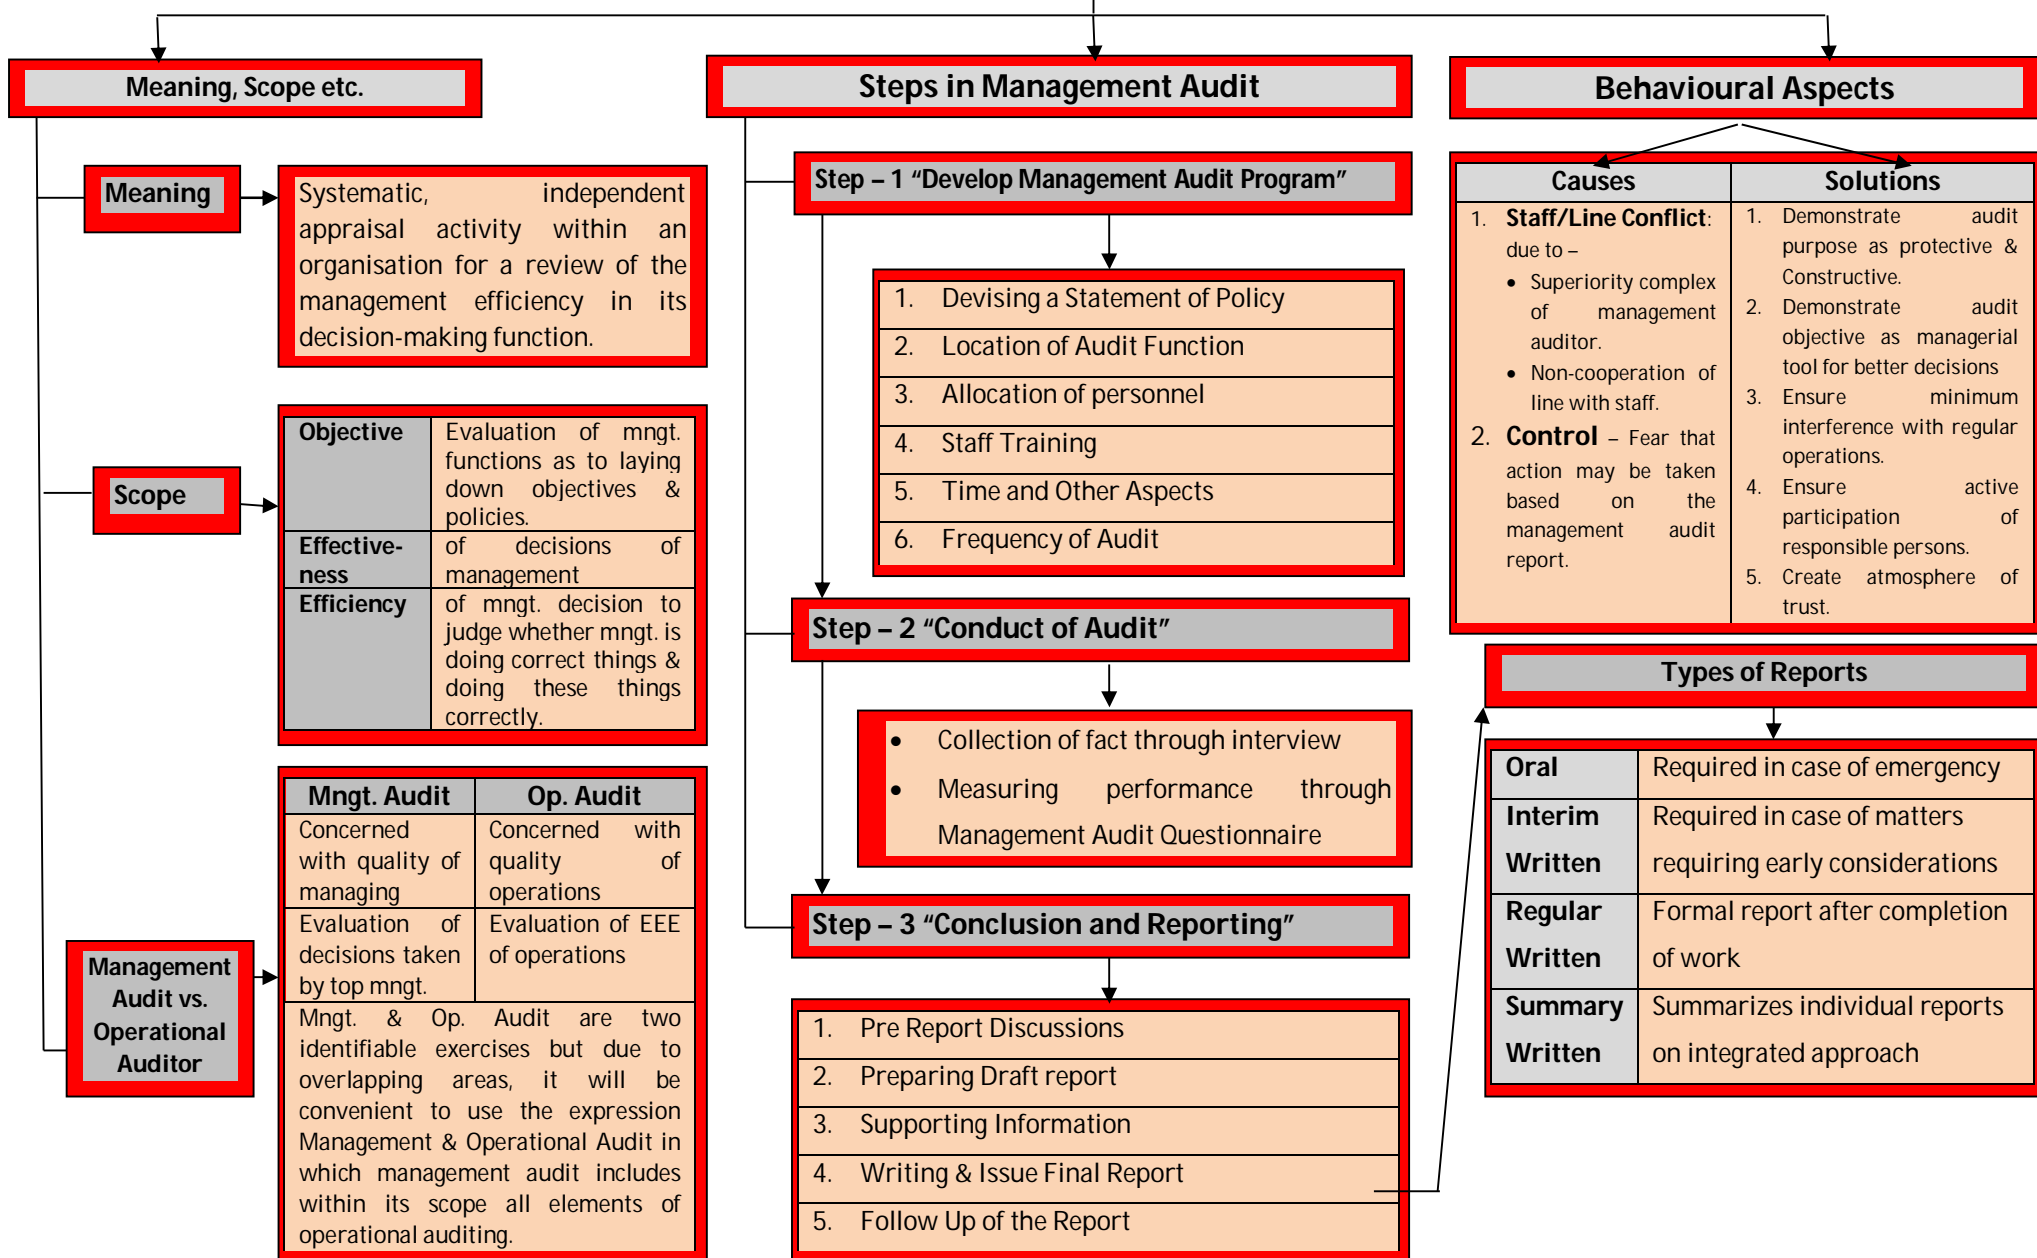 Meaning, Scope etc.
Meaning
Systematic, independent
appraisal activity within an
organisation for a review of the
management efficiency in its
decision-making function.
Scope
Objective
Evaluation of mngt.
functions as to laying
down objectives &
policies.
Effective-
ness
of decisions of
management
Efficiency
of mngt. decision to
judge whether mngt. is
doing correct things &
doing these things
correctly.
Management
Audit vs.
Operational
Auditor
Mngt. Audit
Op. Audit
Concerned
with quality of
managing
Concerned with
quality of
operations
Evaluation of
decisions taken
by top mngt.
Evaluation of EEE
of operations
Mngt. & Op. Audit are two
identifiable exercises but due to
overlapping areas, it will be
convenient to use the expression
Management & Operational Audit in
which management audit includes
within its scope all elements of
operational auditing.
Steps in Management Audit
Step – 1 “Develop Management Audit Program”
1. Devising a Statement of Policy
2. Location of Audit Function
3. Allocation of personnel
4. Staff Training
5. Time and Other Aspects
6. Frequency of Audit
Step – 2 “Conduct of Audit”
• Collection of fact through interview
• Measuring performance through
Management Audit Questionnaire
Step – 3 “Conclusion and Reporting”
1. Pre Report Discussions
2. Preparing Draft report
3. Supporting Information
4. Writing & Issue Final Report
5. Follow Up of the Report
Behavioural Aspects
Causes
1. Staff/Line Conflict:
due to –
• Superiority complex
of management
auditor.
• Non-cooperation of
line with staff.
2. Control – Fear that
action may be taken
based on the
management audit
report.
Solutions
1. Demonstrate audit
purpose as protective &
Constructive.
2. Demonstrate audit
objective as managerial
tool for better decisions
3. Ensure minimum
interference with regular
operations.
4. Ensure active
participation of
responsible persons.
5. Create atmosphere of
trust.
Types of Reports
Oral
Required in case of emergency
Interim
Written
Required in case of matters
requiring early considerations
Regular
Written
Formal report after completion
of work
Summary
Written
Summarizes individual reports
on integrated approach